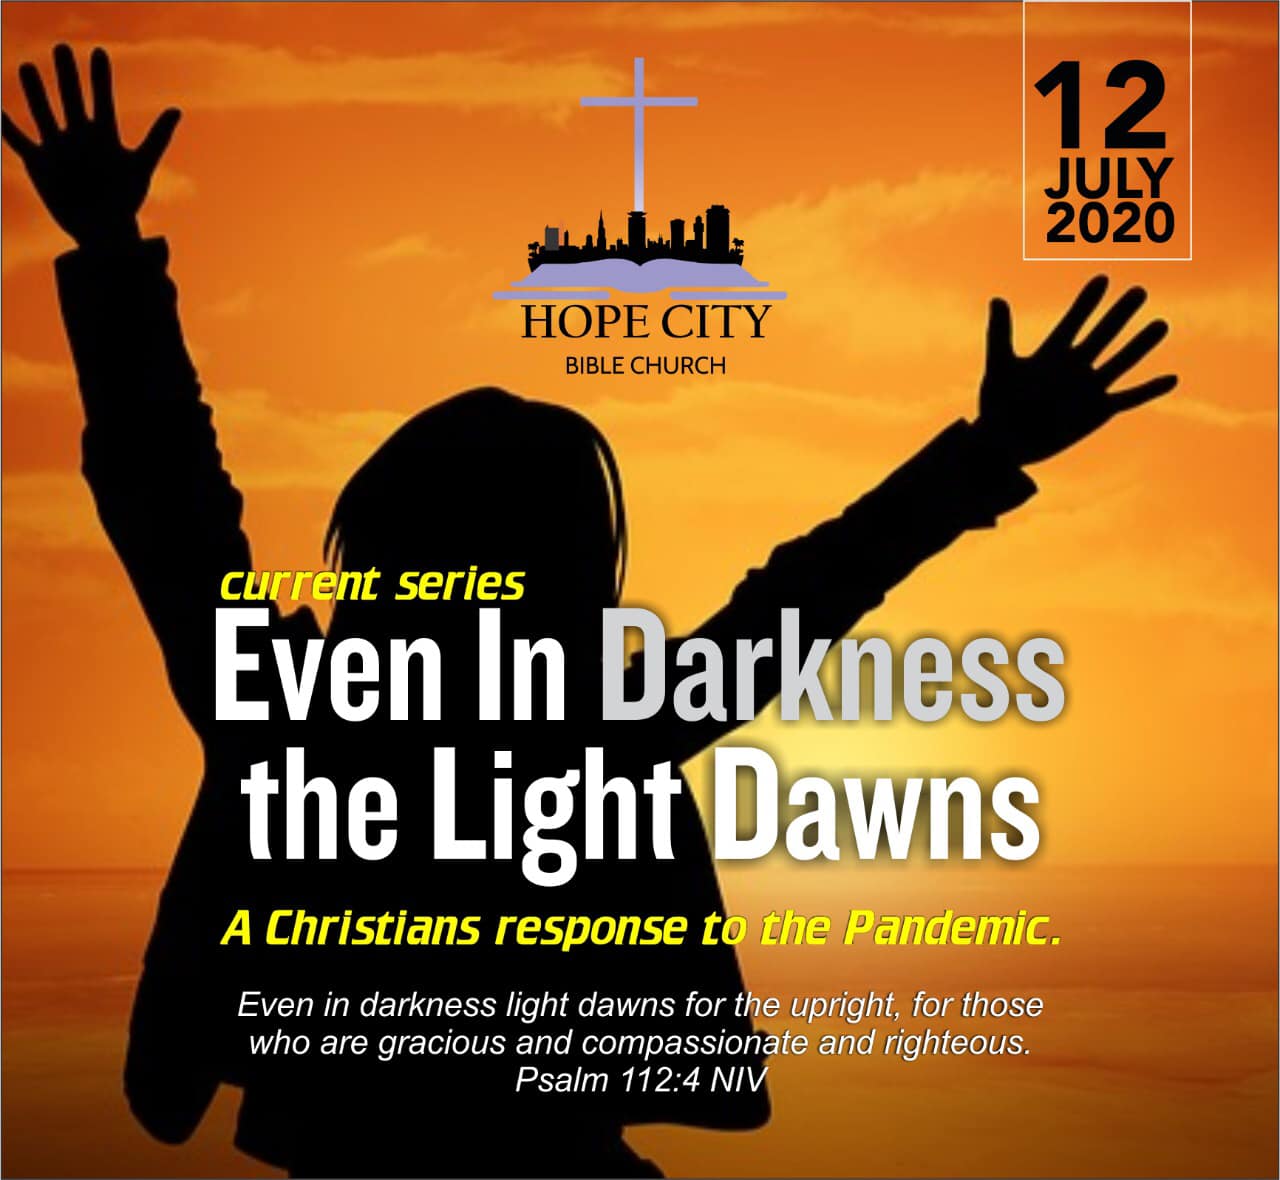 12
JULY
2020
HOPE CITY
BIBLE CHURCH
current series
Even In Darkness
the Light Dawns
A Christians response to the Pandemic.
Even in darkness light dawns for the upright, for those
who are gracious and compassionate and righteous.
Psalm 112:4 NIV